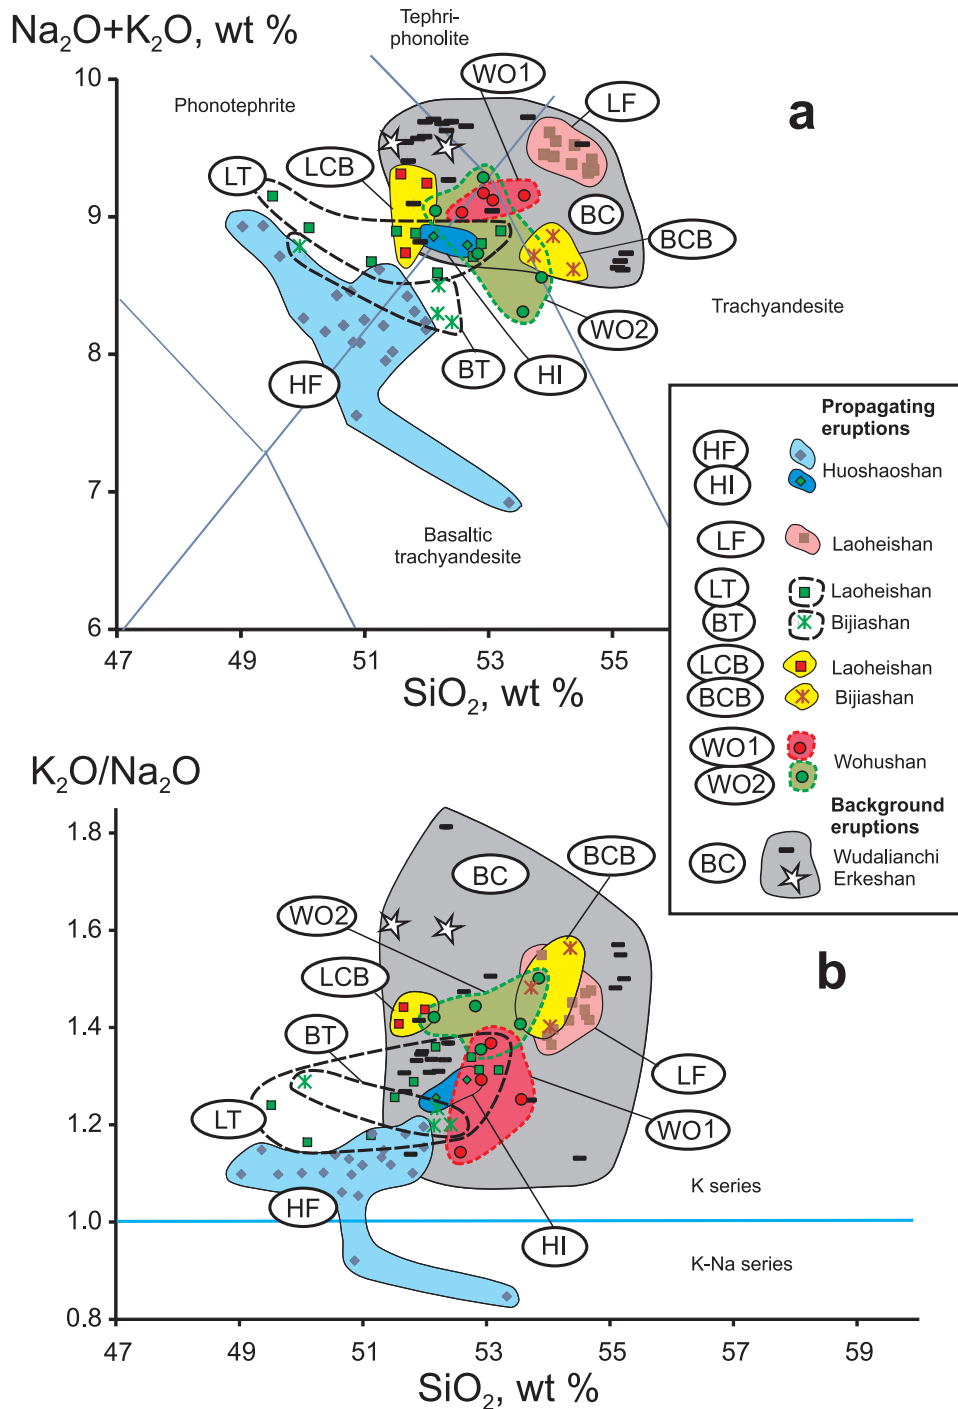 Na2O+K2O, wt %
Tephri-
phonolite
a
10
9
8
7
6
Phonotephrite
WO1
LF
LT
LCB
BC
BCB
Trachyandesite
WO2
BT
HI
HF
Basaltic
trachyandesite
47
49
51
53
55
SiO2, wt %
Propagating
eruptions
HF
HI
Huoshaoshan
LF
Laoheishan
LT
Laoheishan
BT
Bijiashan
LCB
Laoheishan
BCB
Bijiashan
WO1
WO2
Wohushan
Background
eruptions
BC
Wudalianchi
Erkeshan
K2O/Na2O
b
1.8
1.6
1.4
1.2
1.0
0.8
BC
BCB
WO2
LCB
BT
LT
LF
WO1
HF
HI
K series
K-Na series
47
49
51
53
55
57
59
SiO2, wt %